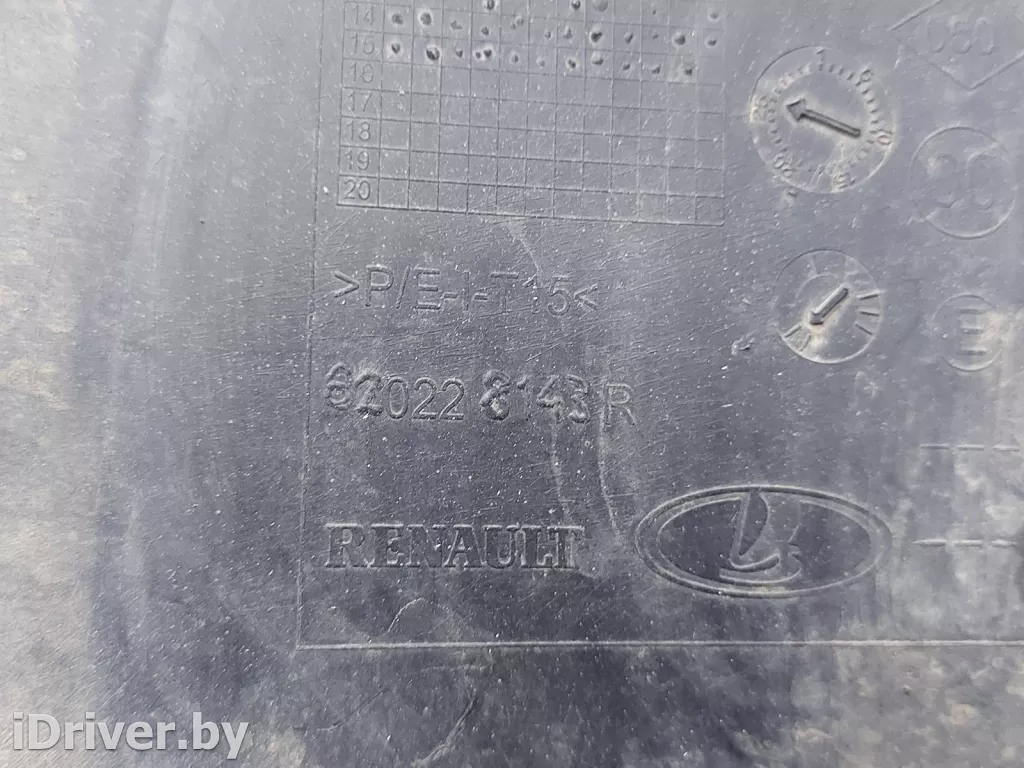 14
15
16
17
18
19
20
>P/E-I-T15<
620228143R
RENAULT
E
iDriver.by